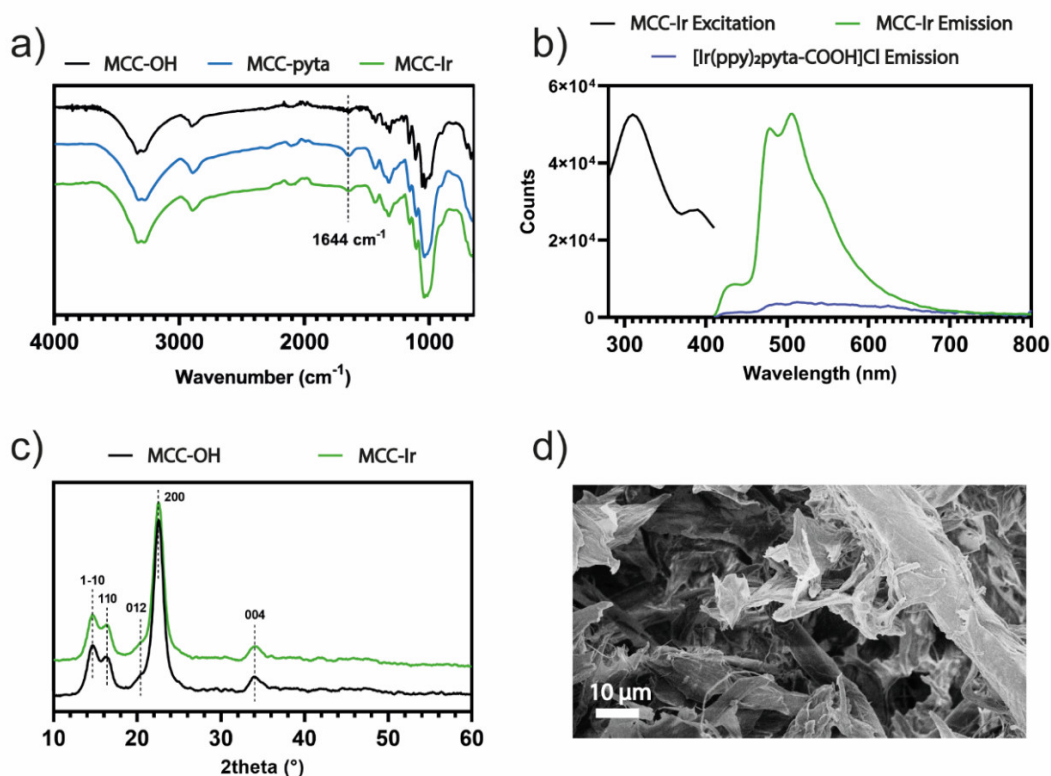 a)
MCC-OH MCC-pyta MCC-Ir
1644 cm⁻¹
4000 3000 2000 1000
Wavenumber (cm⁻¹)
b)
MCC-Ir Excitation MCC-Ir Emission
[Ir(ppy)₂pyta-COOH]Cl Emission
6×10⁴
4×10⁴
2×10⁴
0
Counts
300 400 500 600 700 800
Wavelength (nm)
c)
MCC-OH MCC-Ir
1-10
110
012
200
004
10 20 30 40 50 60
2theta (°)
d)
10 μm